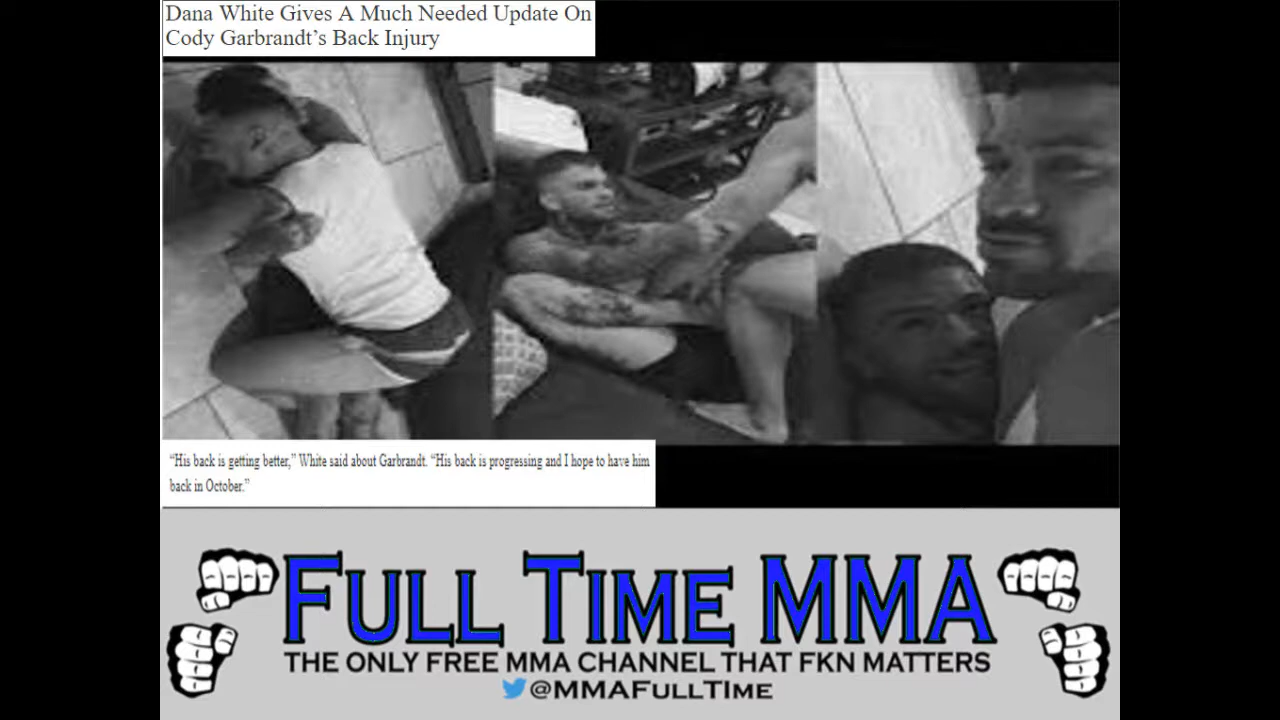 Dana White Gives A Much Needed Update On
Cody Garbrandt’s Back Injury
“His back is getting better,” White said about Garbrandt. “His back is progressing and I hope to have him
back in October.”
FULL TIME MMA
THE ONLY FREE MMA CHANNEL THAT FKN MATTERS
@MMAFULLTIME